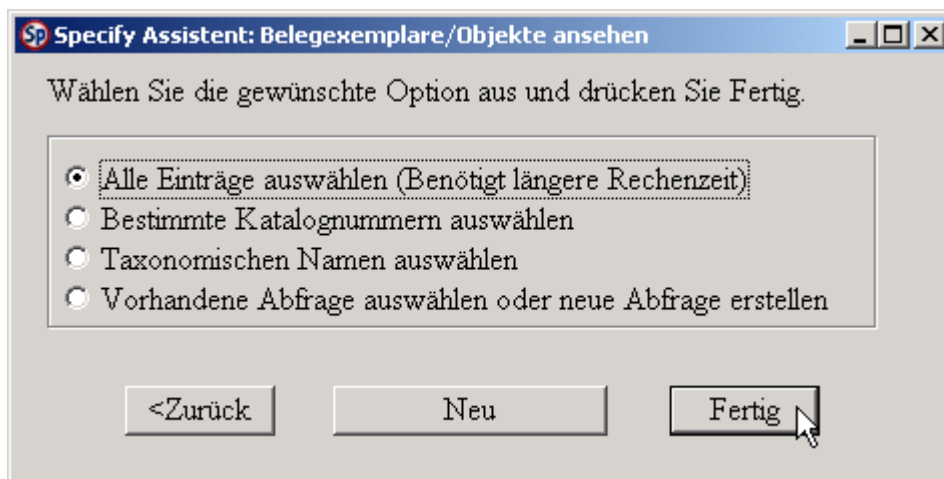 Sp Specify Assistent: Belegexemplare/Objekte ansehen
Wählen Sie die gewünschte Option aus und drücken Sie Fertig.
Alle Einträge auswählen (Benötigt längere Rechenzeit)
Bestimmte Katalognummern auswählen
Taxonomischen Namen auswählen
Vorhandene Abfrage auswählen oder neue Abfrage erstellen
<Zurück Neu Fertig